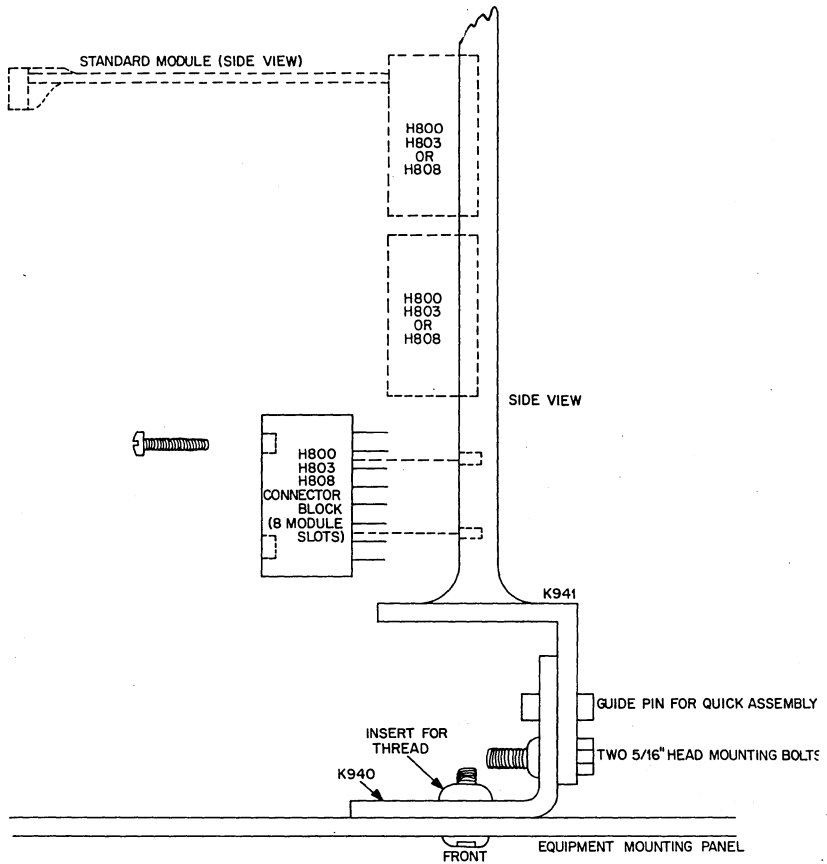 STANDARD MODULE (SIDE VIEW)
H800
H803
OR
H808
H800
H803
OR
H808
SIDE VIEW
H800
H803
H808
CONNECTOR
BLOCK
(8 MODULE
SLOTS)
K941
GUIDE PIN FOR QUICK ASSEMBLY
INSERT FOR
THREAD
TWO 5/16" HEAD MOUNTING BOLTS
K940
EQUIPMENT MOUNTING PANEL
FRONT